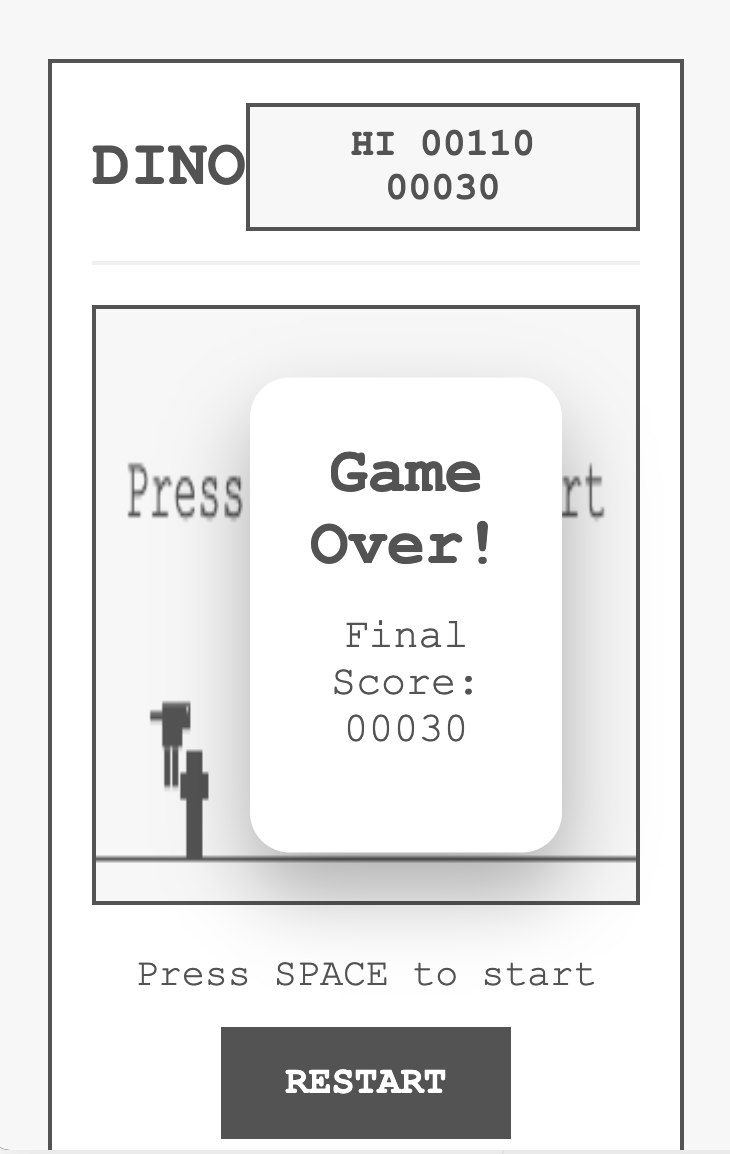 DINO
HI 00110
00030
Press
rt
Game
Over!
Final
Score:
00030
Press SPACE to start
RESTART